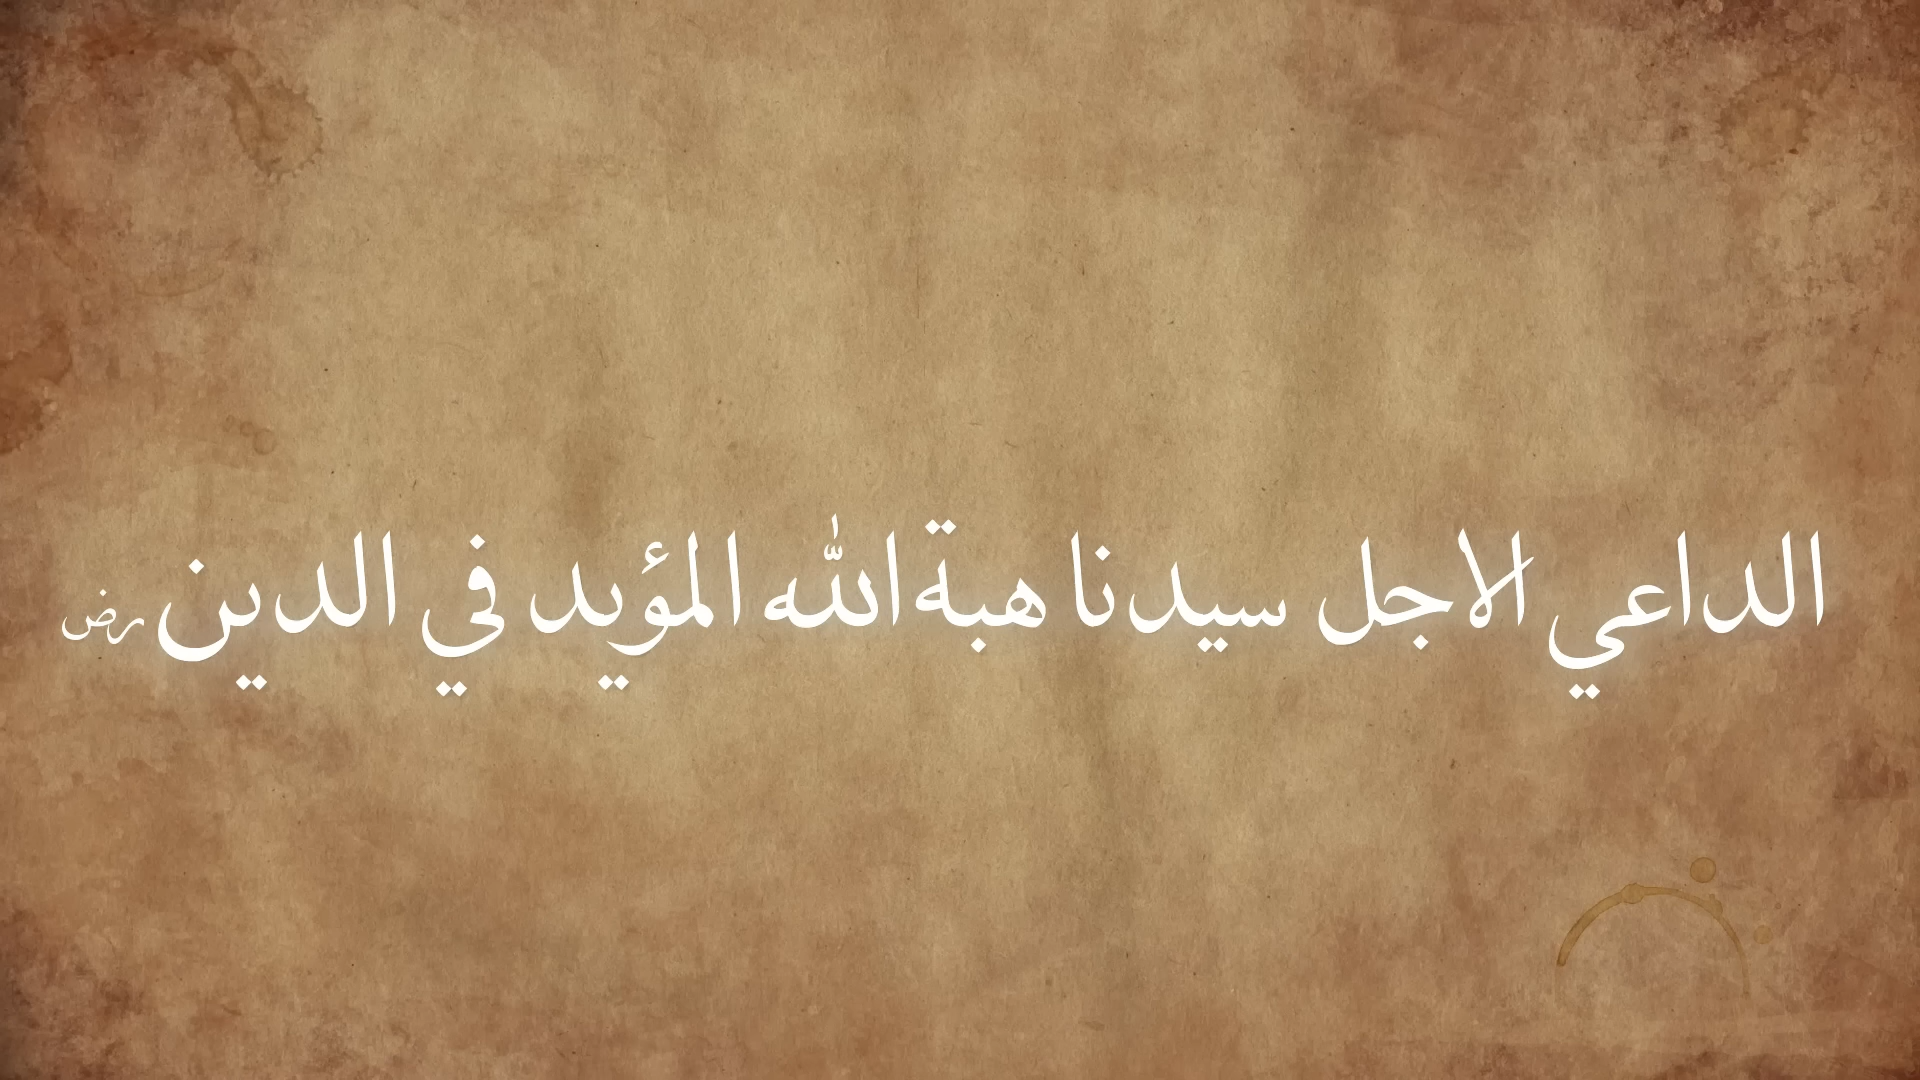 الداعي الاجل سيدنا هبة الله المؤيد في الدين رض